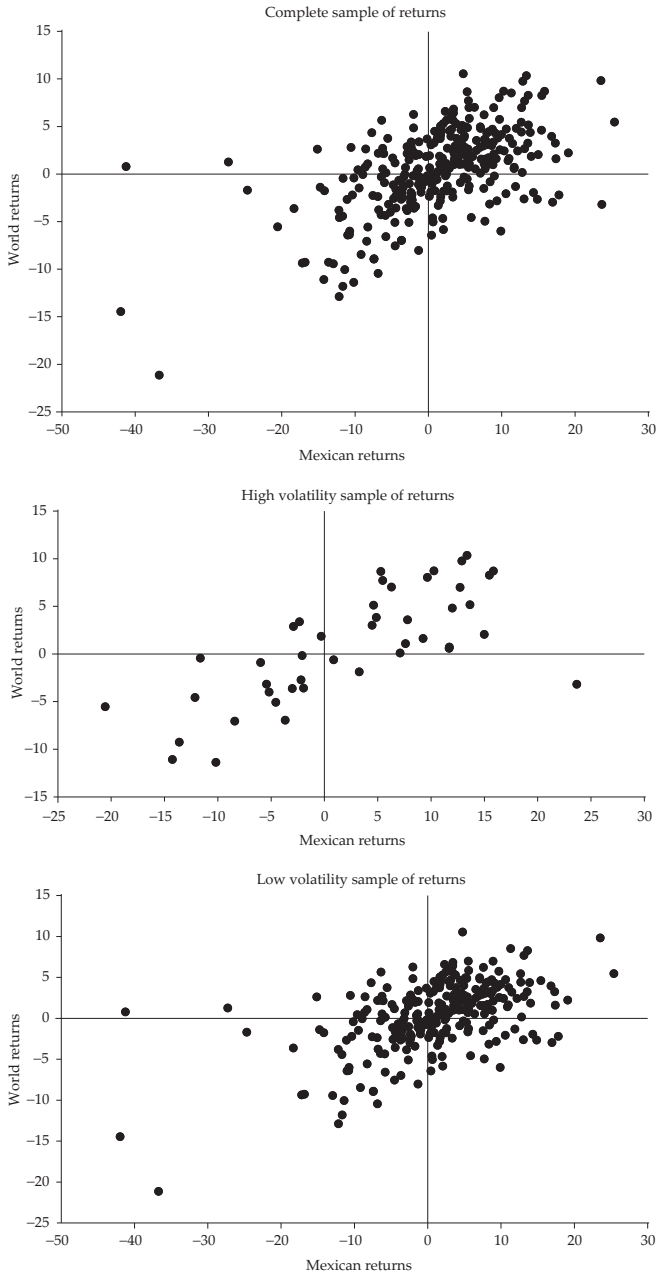 Complete sample of returns
15
10
5
0
−5
−10
−15
−20
−25
World returns
−50 −40 −30 −20 −10 0 10 20 30
Mexican returns
High volatility sample of returns
15
10
5
0
−5
−10
−15
World returns
−25 −20 −15 −10 −5 0 5 10 15 20 25 30
Mexican returns
Low volatility sample of returns
15
10
5
0
−5
−10
−15
−20
−25
World returns
−50 −40 −30 −20 −10 0 10 20 30
Mexican returns